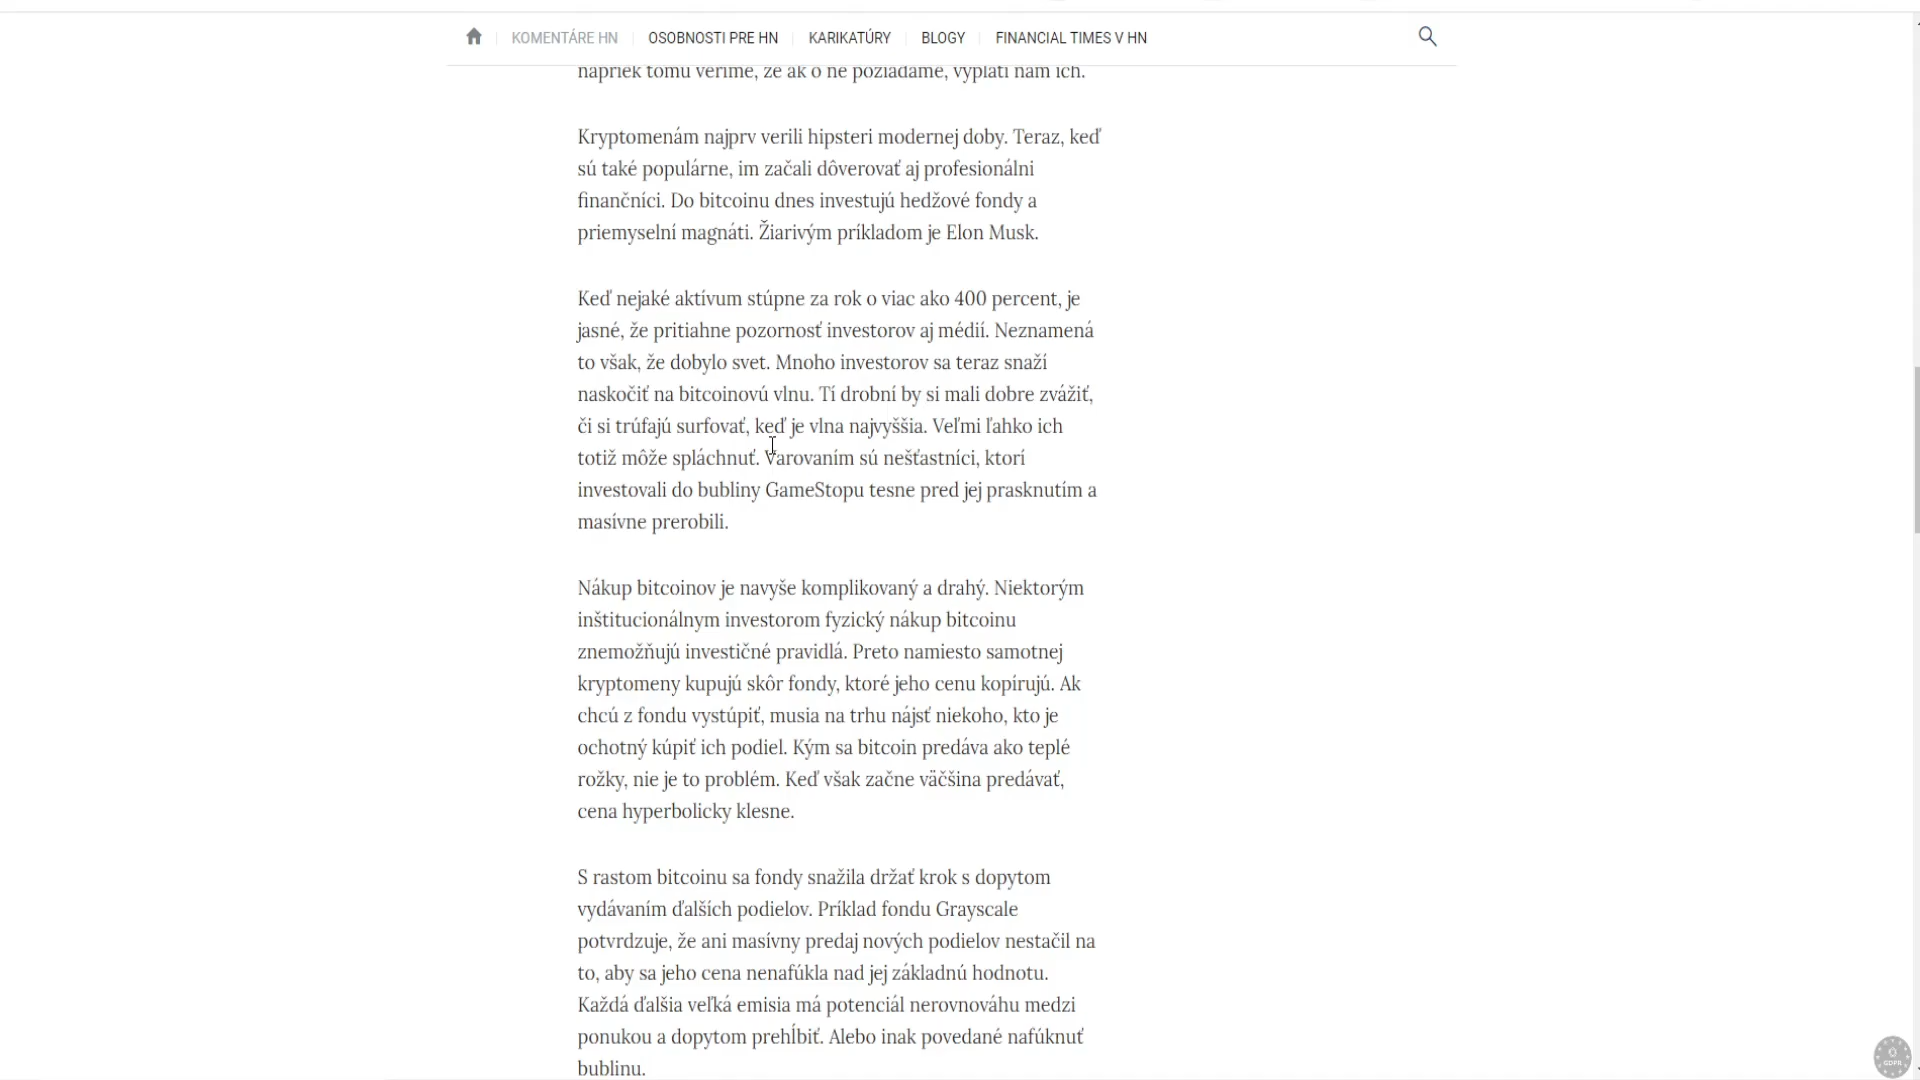 KOMENTÁRE HN OSOBNOSTI PRE HN KARIKATÚRY BLOGY FINANCIAL TIMES V HN
napriek tomu veríme, že ak o ne požiadame, vyplatí nám ich.
Kryptomenám najprv verili hipsteri modernej doby. Teraz, keď
sú také populárne, im začali dôverovať aj profesionálni
finančníci. Do bitcoinu dnes investujú hedžové fondy a
priemyselní magnáti. Žiarivým príkladom je Elon Musk.
Keď nejaké aktívum stúpne za rok o viac ako 400 percent, je
jasné, že pritiahne pozornosť investorov aj médií. Neznamená
to však, že dobylo svet. Mnoho investorov sa teraz snaží
naskočiť na bitcoinovú vlnu. Tí drobní by si mali dobre zvážiť,
či si trúfajú surfovať, keď je vlna najvyššia. Veľmi ľahko ich
totiž môže spláchnuť. Varovaním sú nešťastníci, ktorí
investovali do bubliny GameStopu tesne pred jej prasknutím a
masívne prerobili.
Nákup bitcoinov je navyše komplikovaný a drahý. Niektorým
inštitucionálnym investorom fyzický nákup bitcoinu
znemožňujú investičné pravidlá. Preto namiesto samotnej
kryptomeny kupujú skôr fondy, ktoré jeho cenu kopírujú. Ak
chcú z fondu vystúpiť, musia na trhu nájsť niekoho, kto je
ochotný kúpiť ich podiel. Kým sa bitcoin predáva ako teplé
rožky, nie je to problém. Keď však začne väčšina predávať,
cena hyperbolicky klesne.
S rastom bitcoinu sa fondy snažila držať krok s dopytom
vydávaním ďalších podielov. Príklad fondu Grayscale
potvrdzuje, že ani masívny predaj nových podielov nestačil na
to, aby sa jeho cena nenafúkla nad jej základnú hodnotu.
Každá ďalšia veľká emisia má potenciál nerovnováhu medzi
ponukou a dopytom prehĺbiť. Alebo inak povedané nafúknuť
bublinu.
GDPR